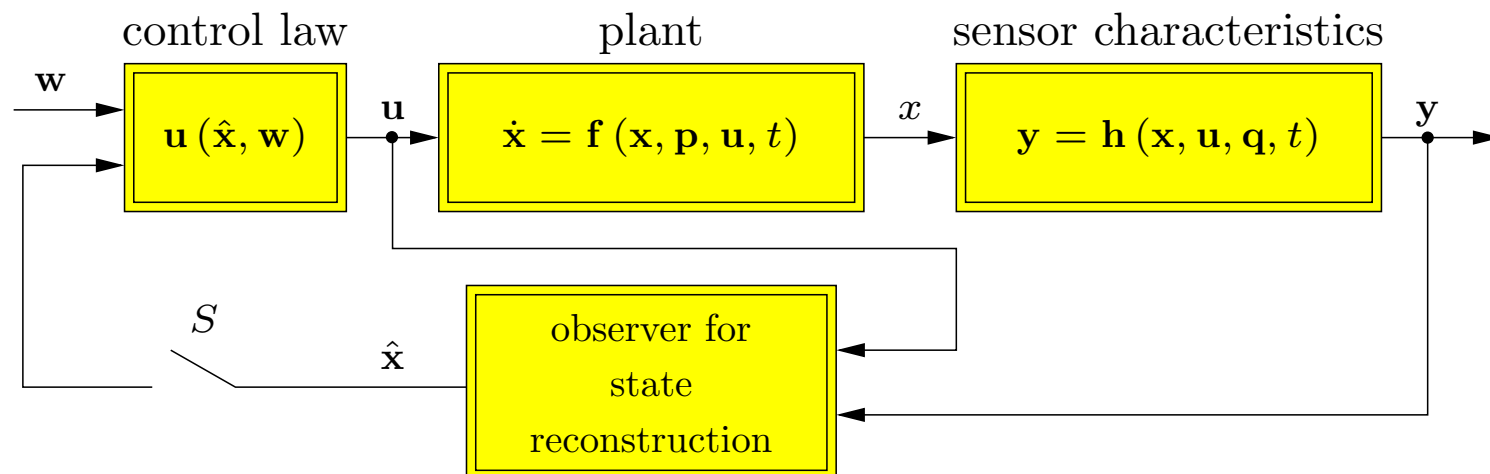 control law
plant
sensor characteristics
w
u (x̂, w)
u
ẋ = f (x, p, u, t)
x
y = h (x, u, q, t)
y
S
x̂
observer for
state
reconstruction